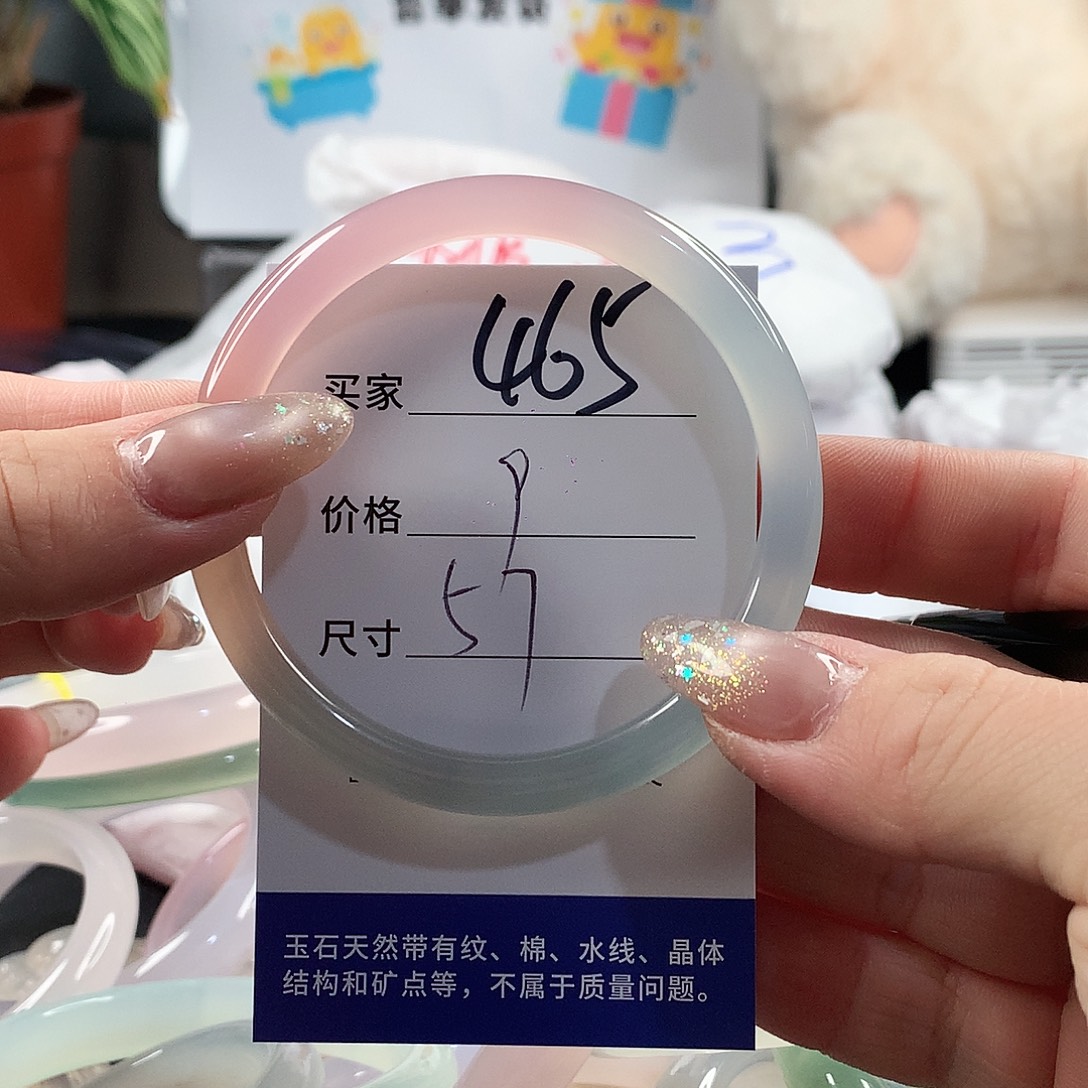 465
买家
价格 9
尺寸 57
玉石天然带有纹、棉、水线、晶体
结构和矿点等，不属于质量问题。